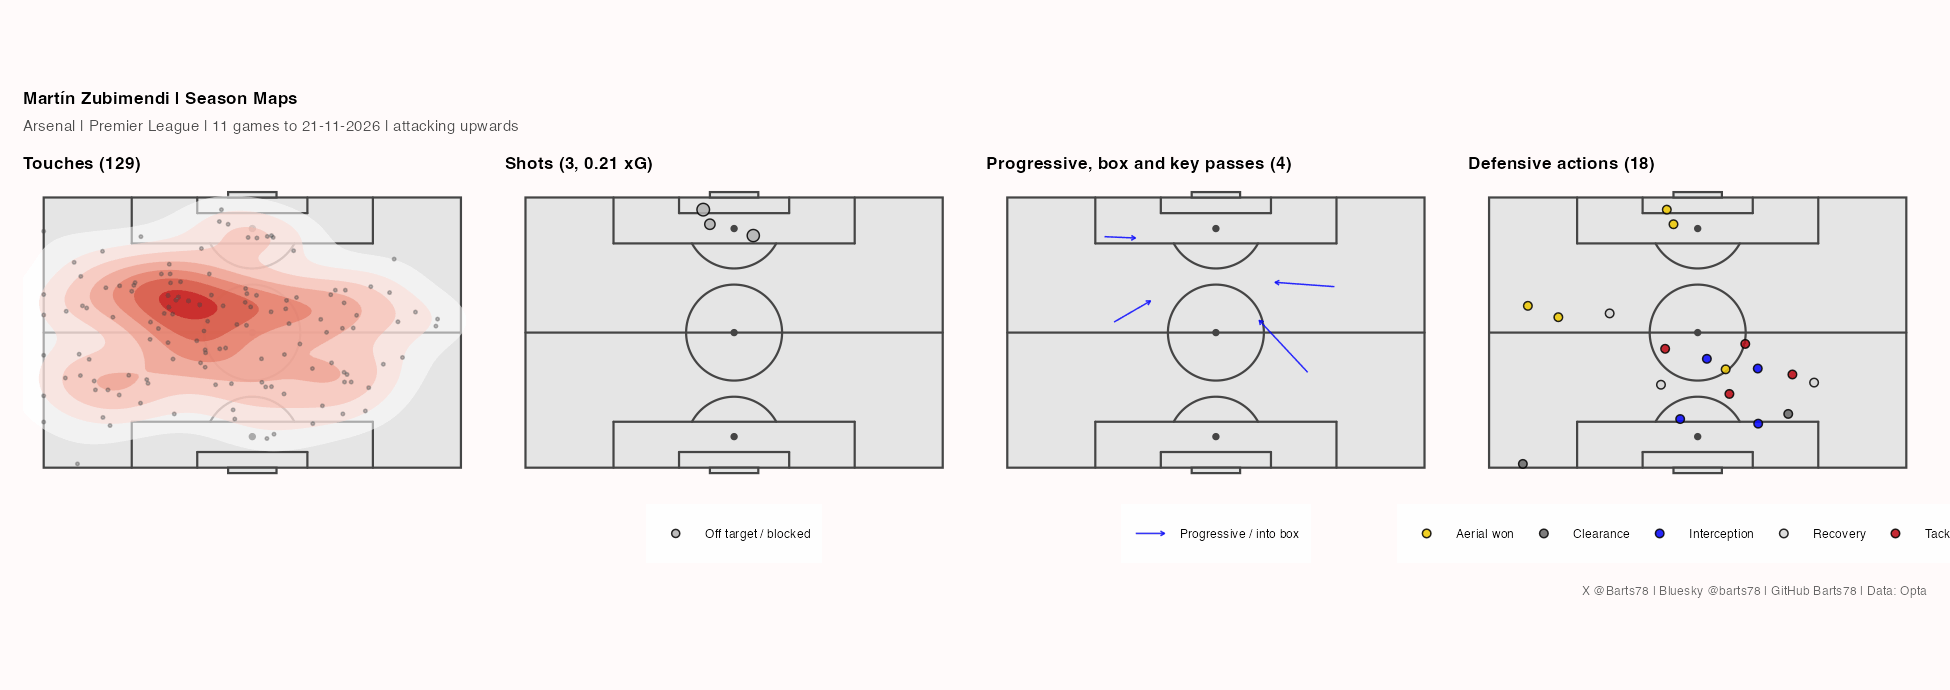 Martín Zubimendi | Season Maps
Arsenal | Premier League | 11 games to 21-11-2026 | attacking upwards
Touches (129)
Shots (3, 0.21 xG)
Progressive, box and key passes (4)
Defensive actions (18)
Off target / blocked
Progressive / into box
Aerial won
Clearance
Interception
Recovery
Tack
X @Barts78 | Bluesky @barts78 | GitHub Barts78 | Data: Opta